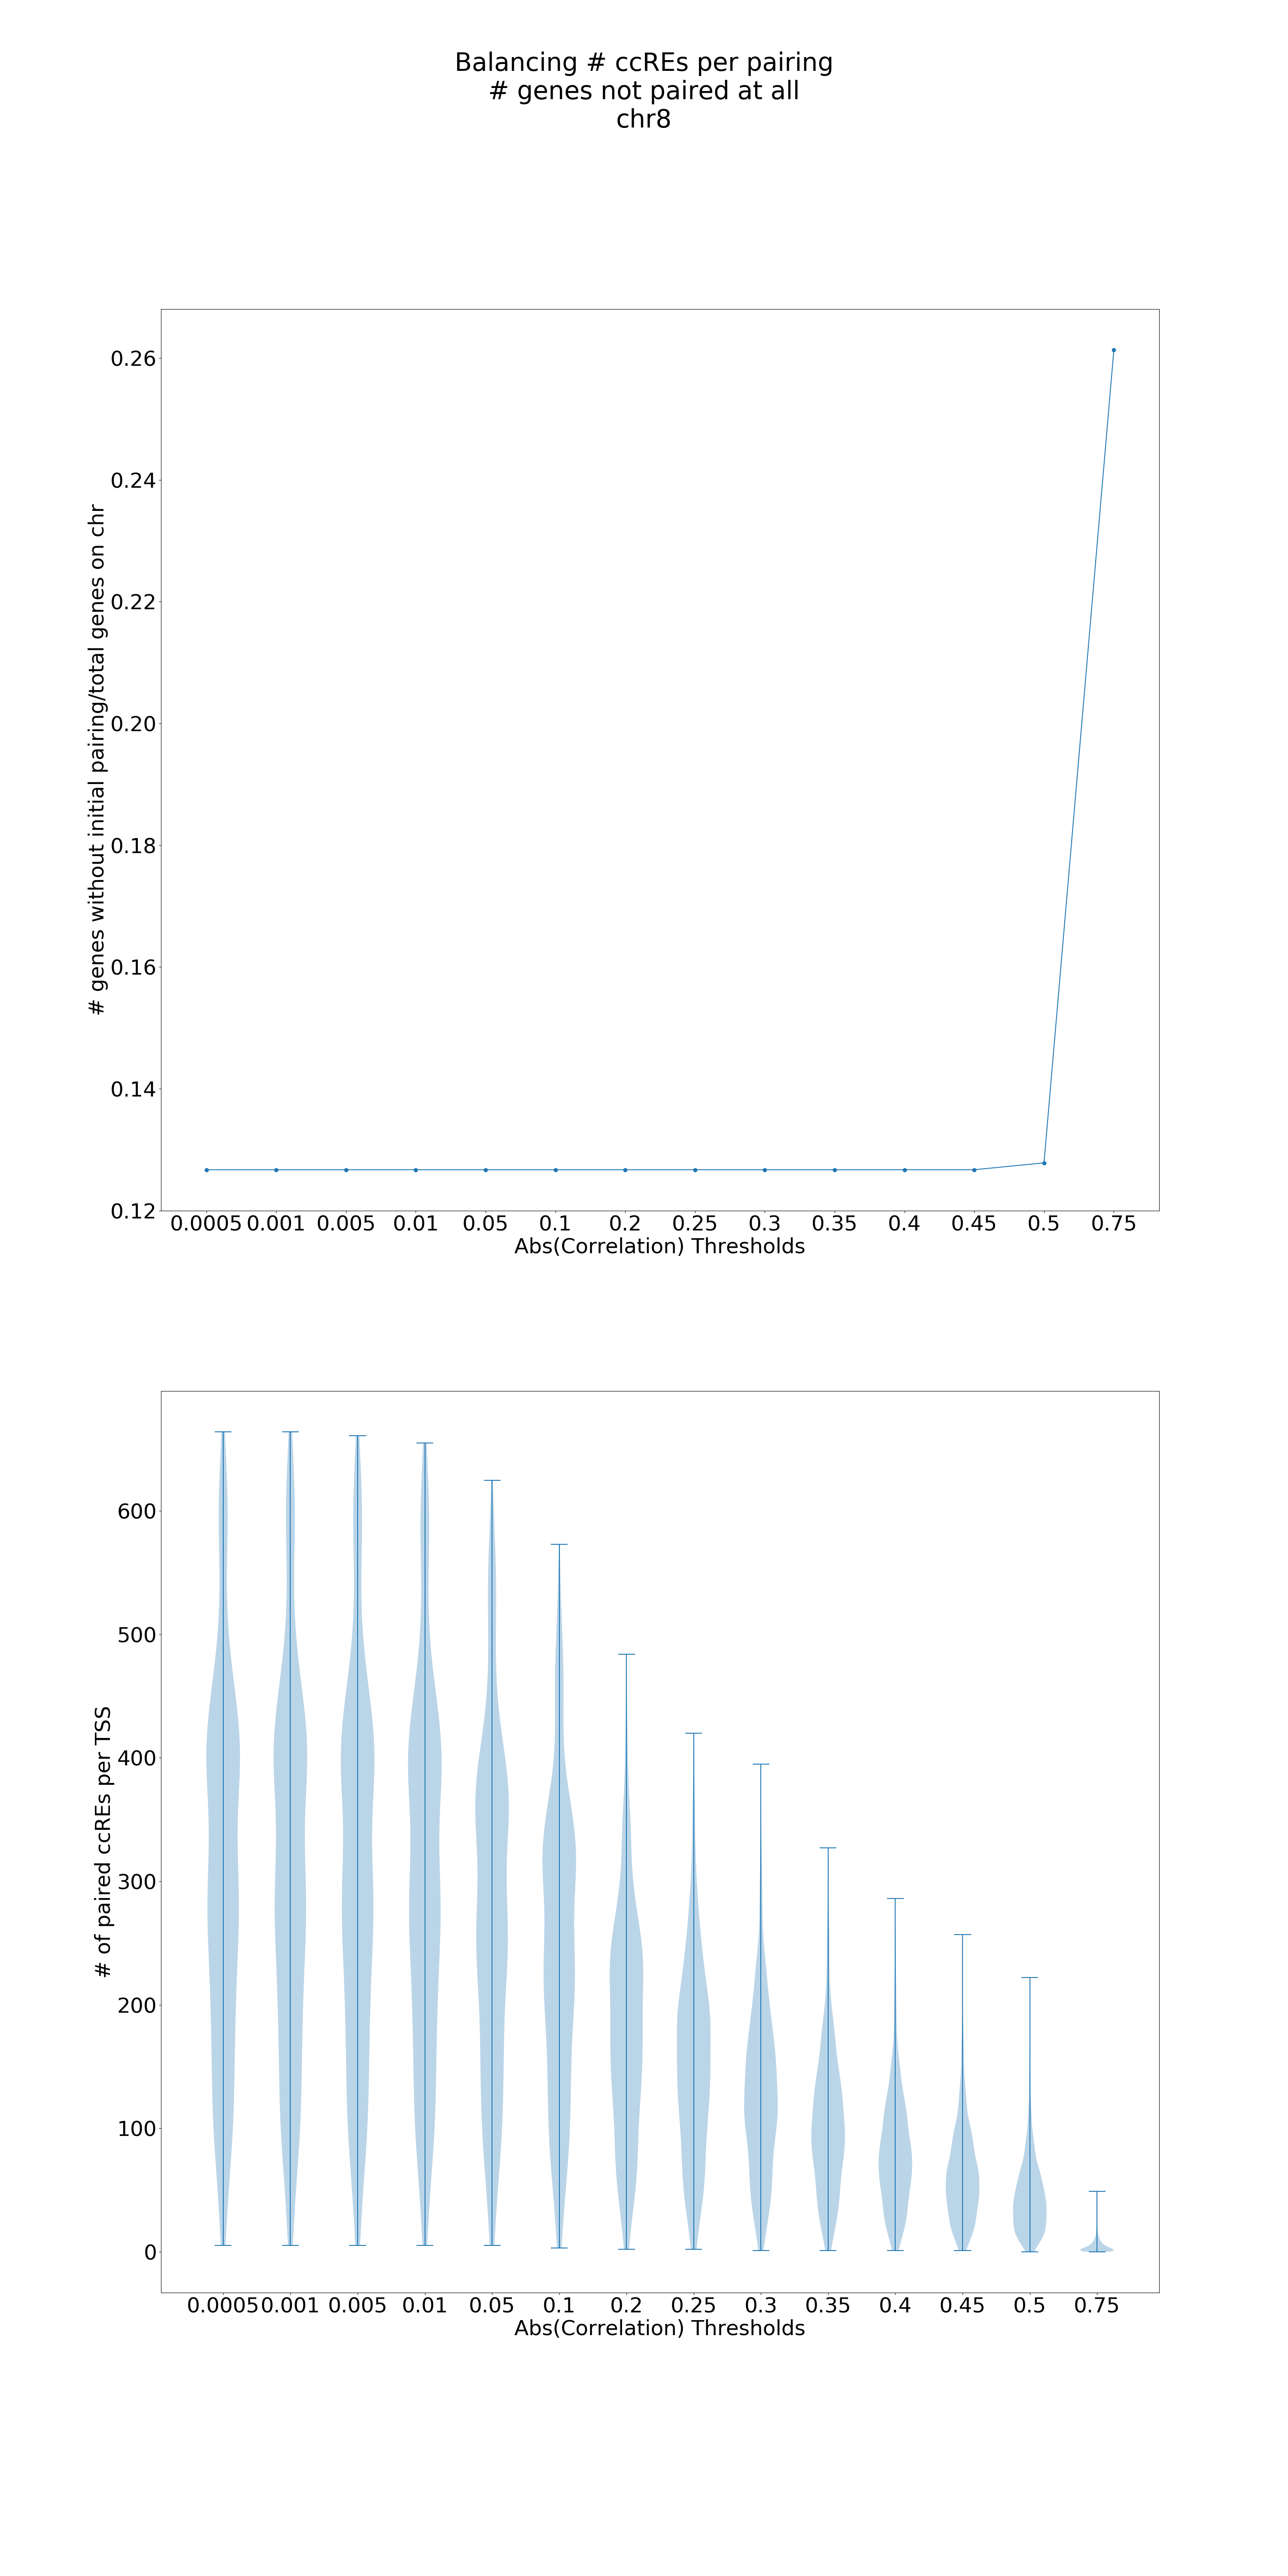 Balancing # ccREs per pairing
# genes not paired at all
chr8
# genes without initial pairing/total genes on chr
0.26
0.24
0.22
0.20
0.18
0.16
0.14
0.12
0.0005 0.001 0.005 0.01 0.05 0.1 0.2 0.25 0.3 0.35 0.4 0.45 0.5 0.75
Abs(Correlation) Thresholds
# of paired ccREs per TSS
600
500
400
300
200
100
0
0.0005 0.001 0.005 0.01 0.05 0.1 0.2 0.25 0.3 0.35 0.4 0.45 0.5 0.75
Abs(Correlation) Thresholds